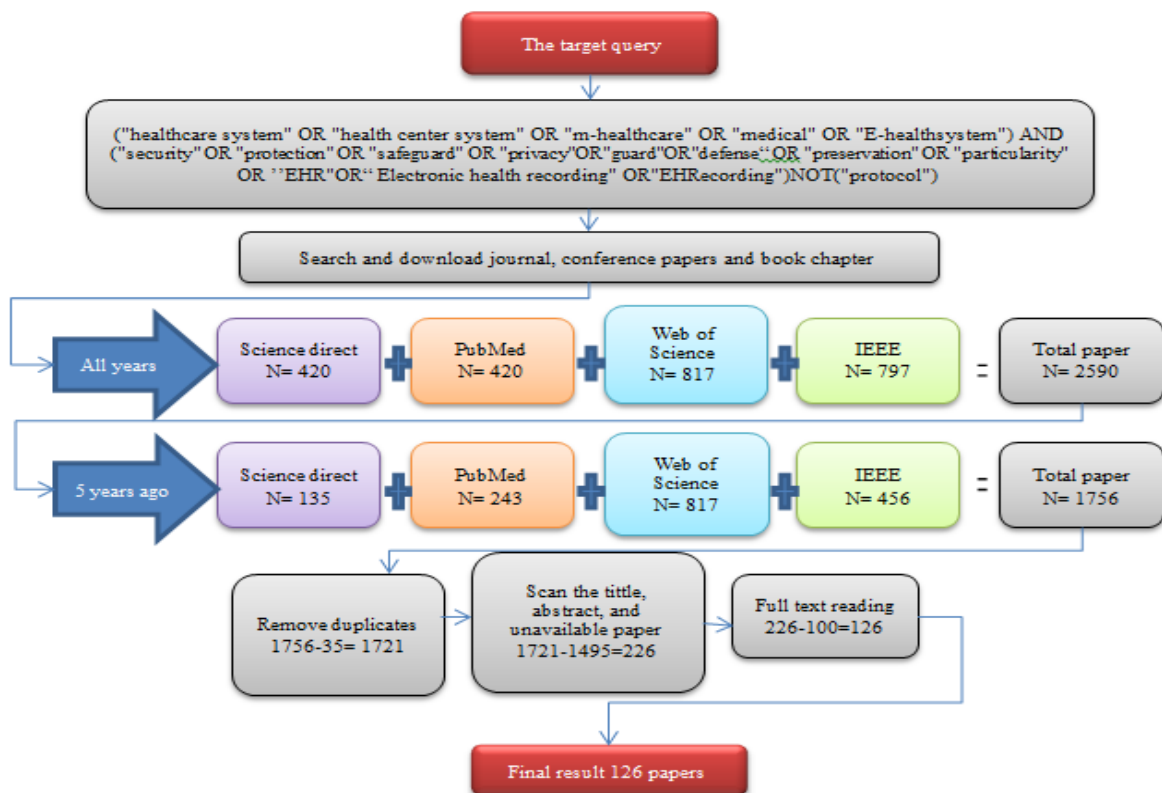 The target query
("healthcare system" OR "health center system" OR "m-healthcare" OR "medical" OR "E-healthsystem") AND
("security" OR "protection" OR "safeguard" OR "privacy"OR"guard"OR"defense“ OR "preservation" OR "particularity"
OR ’’EHR"OR“ Electronic health recording" OR"EHRecording")NOT("protocol")
Search and download journal, conference papers and book chapter
All years
Science direct
N= 420
PubMed
N= 420
Web of
Science
N= 817
IEEE
N= 797
=
Total paper
N= 2590
5 years ago
Science direct
N= 135
PubMed
N= 243
Web of
Science
N= 817
IEEE
N= 456
=
Total paper
N= 1756
Remove duplicates
1756-35= 1721
Scan the tittle,
abstract, and
unavailable paper
1721-1495=226
Full text reading
226-100=126
Final result 126 papers